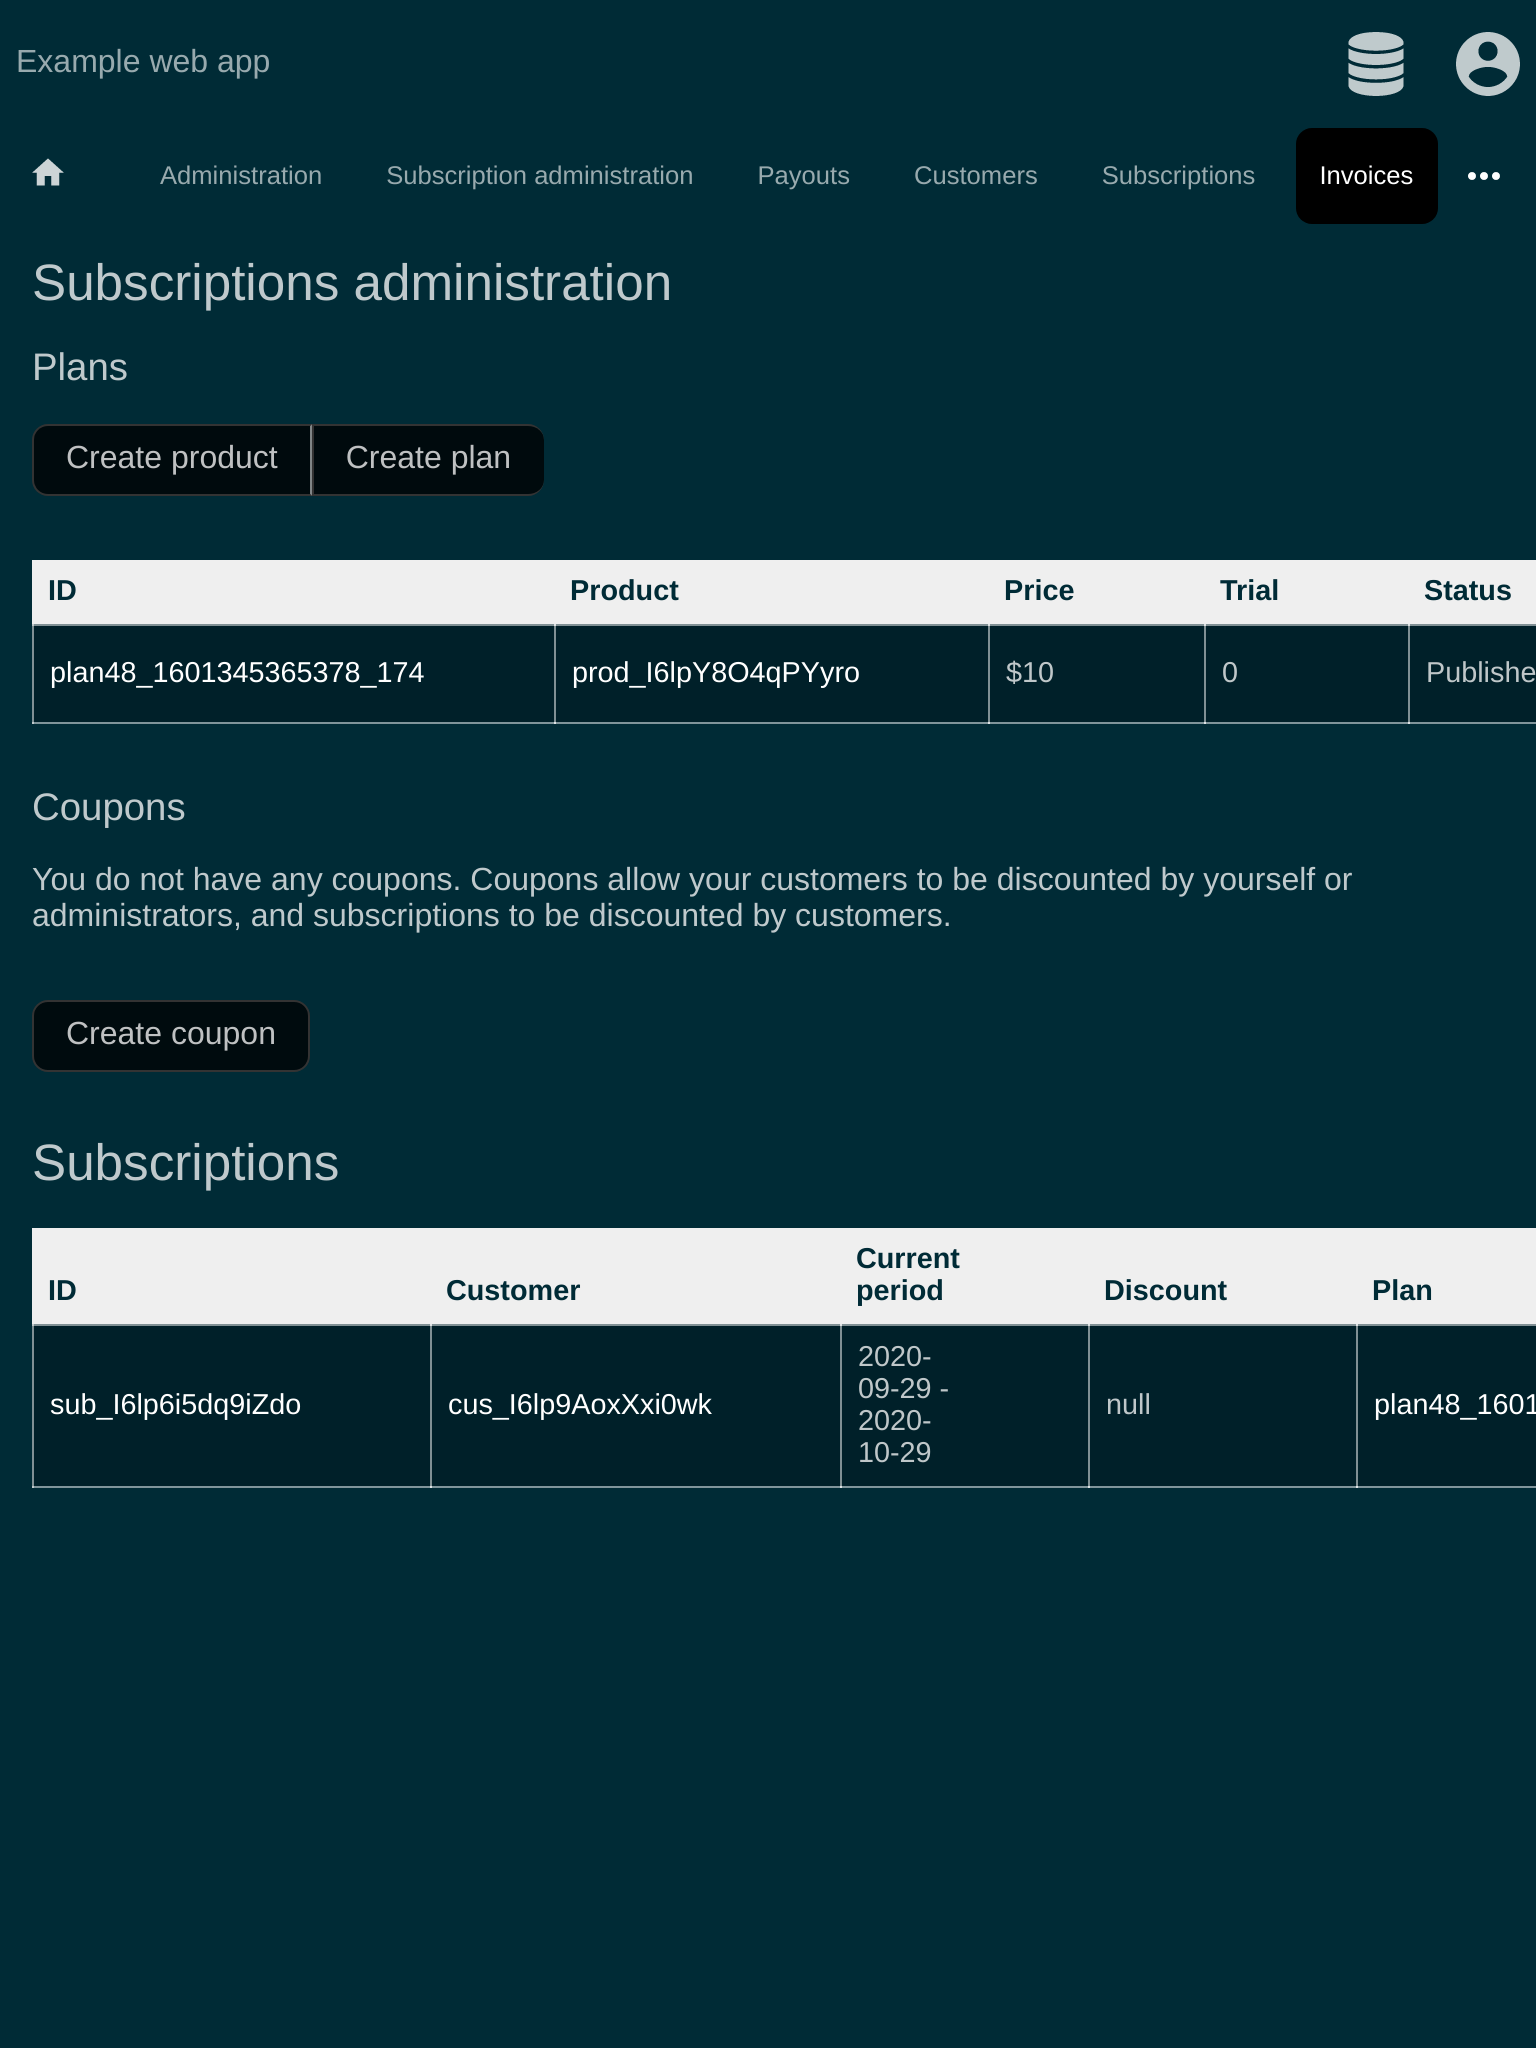 Example web app
Administration Subscription administration Payouts Customers Subscriptions Invoices
Subscriptions administration
Plans
Create product Create plan
ID Product Price Trial Status
plan48_1601345365378_174 prod_I6lpY8O4qPYyro $10 0 Publishe
Coupons
You do not have any coupons. Coupons allow your customers to be discounted by yourself or
administrators, and subscriptions to be discounted by customers.
Create coupon
Subscriptions
ID Customer Current period Discount Plan
sub_I6lp6i5dq9iZdo cus_I6lp9AoxXxi0wk 2020-09-29 - 2020-10-29 null plan48_1601